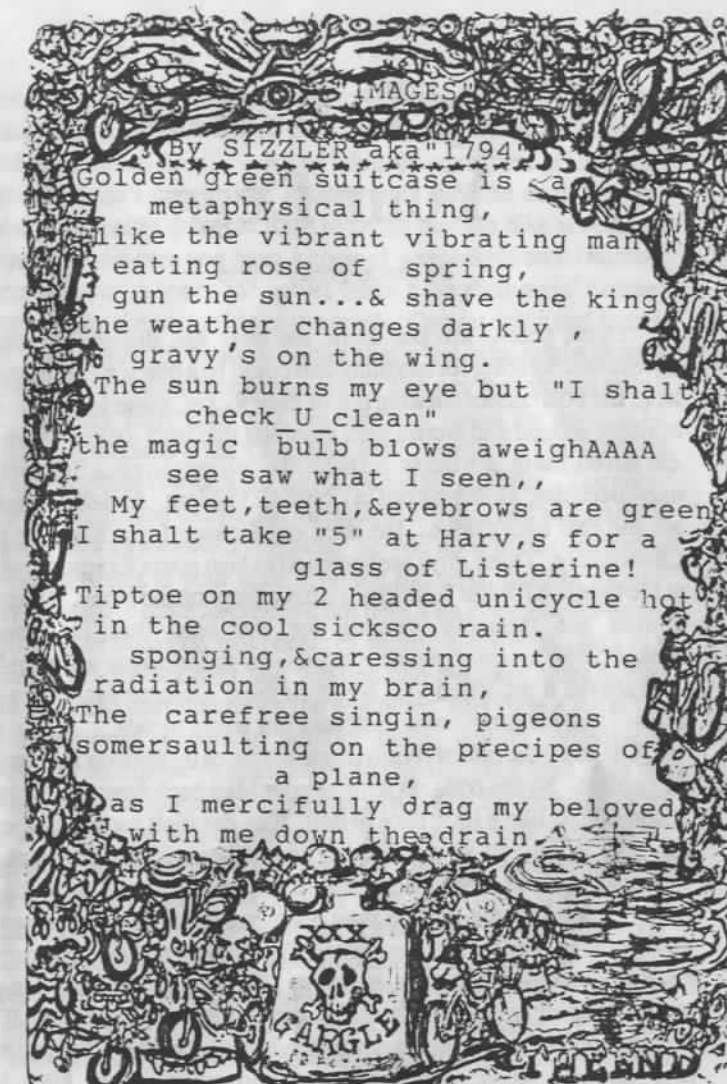 "IMAGES"
By SIZZLER aka"1794"
Golden green suitcase is a
metaphysical thing,
like the vibrant vibrating man
eating rose of spring,
gun the sun...& shave the king
the weather changes darkly ,
gravy's on the wing.
The sun burns my eye but "I shalt
check_U_clean"
the magic bulb blows aweighAAAA
see saw what I seen,,
My feet,teeth,&eyebrows are green
I shalt take "5" at Harv,s for a
glass of Listerine!
Tiptoe on my 2 headed unicycle hot
in the cool sicksco rain.
sponging,&caressing into the
radiation in my brain,
The carefree singin, pigeons
somersaulting on the precipes of
a plane,
as I mercifully drag my beloved
with me down the drain.
XXX
GARGLE
THE END